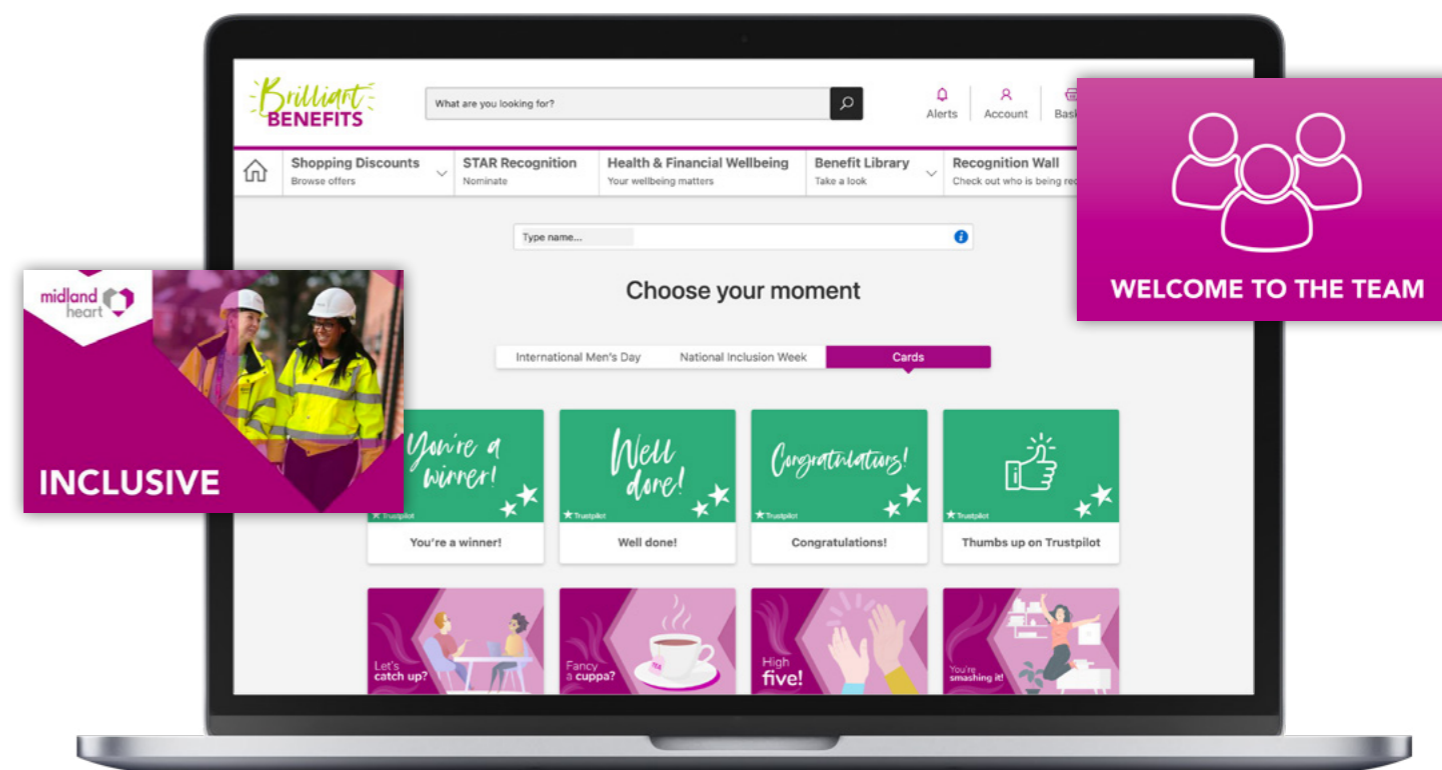 Brilliant
BENEFITS
What are you looking for?
Alerts
Account
Shopping Discounts
Browse offers
STAR Recognition
Nominate
Health & Financial Wellbeing
Your wellbeing matters
Benefit Library
Take a look
Recognition Wall
Check out who is being
WELCOME TO THE TEAM
Type name...
midland
heart
INCLUSIVE
Choose your moment
International Men's Day
National Inclusion Week
Cards
You're a
winner!
Trustpilot
You're a winner!
Well
done!
Trustpilot
Well done!
Congratulations!
Trustpilot
Congratulations!
Trustpilot
Thumbs up on Trustpilot
Let's
catch up?
Fancy
a cuppa?
TEA
High
five!
You're
smashing it!